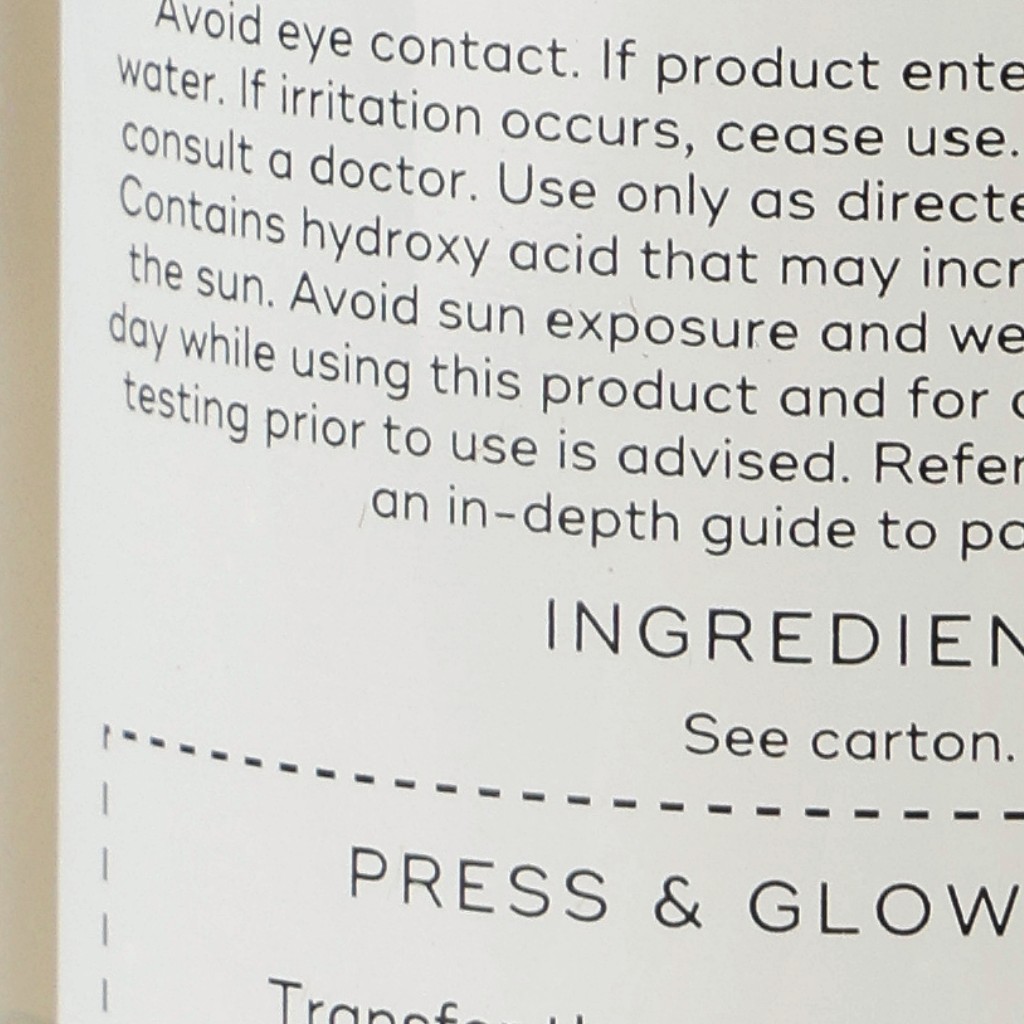 Avoid eye contact. If product ente
water. If irritation occurs, cease use.
consult a doctor. Use only as directe
Contains hydroxy acid that may incr
the sun. Avoid sun exposure and we
day while using this product and for
testing prior to use is advised. Refer
an in-depth guide to pa
INGREDIEN
See carton.
PRESS & GLOW